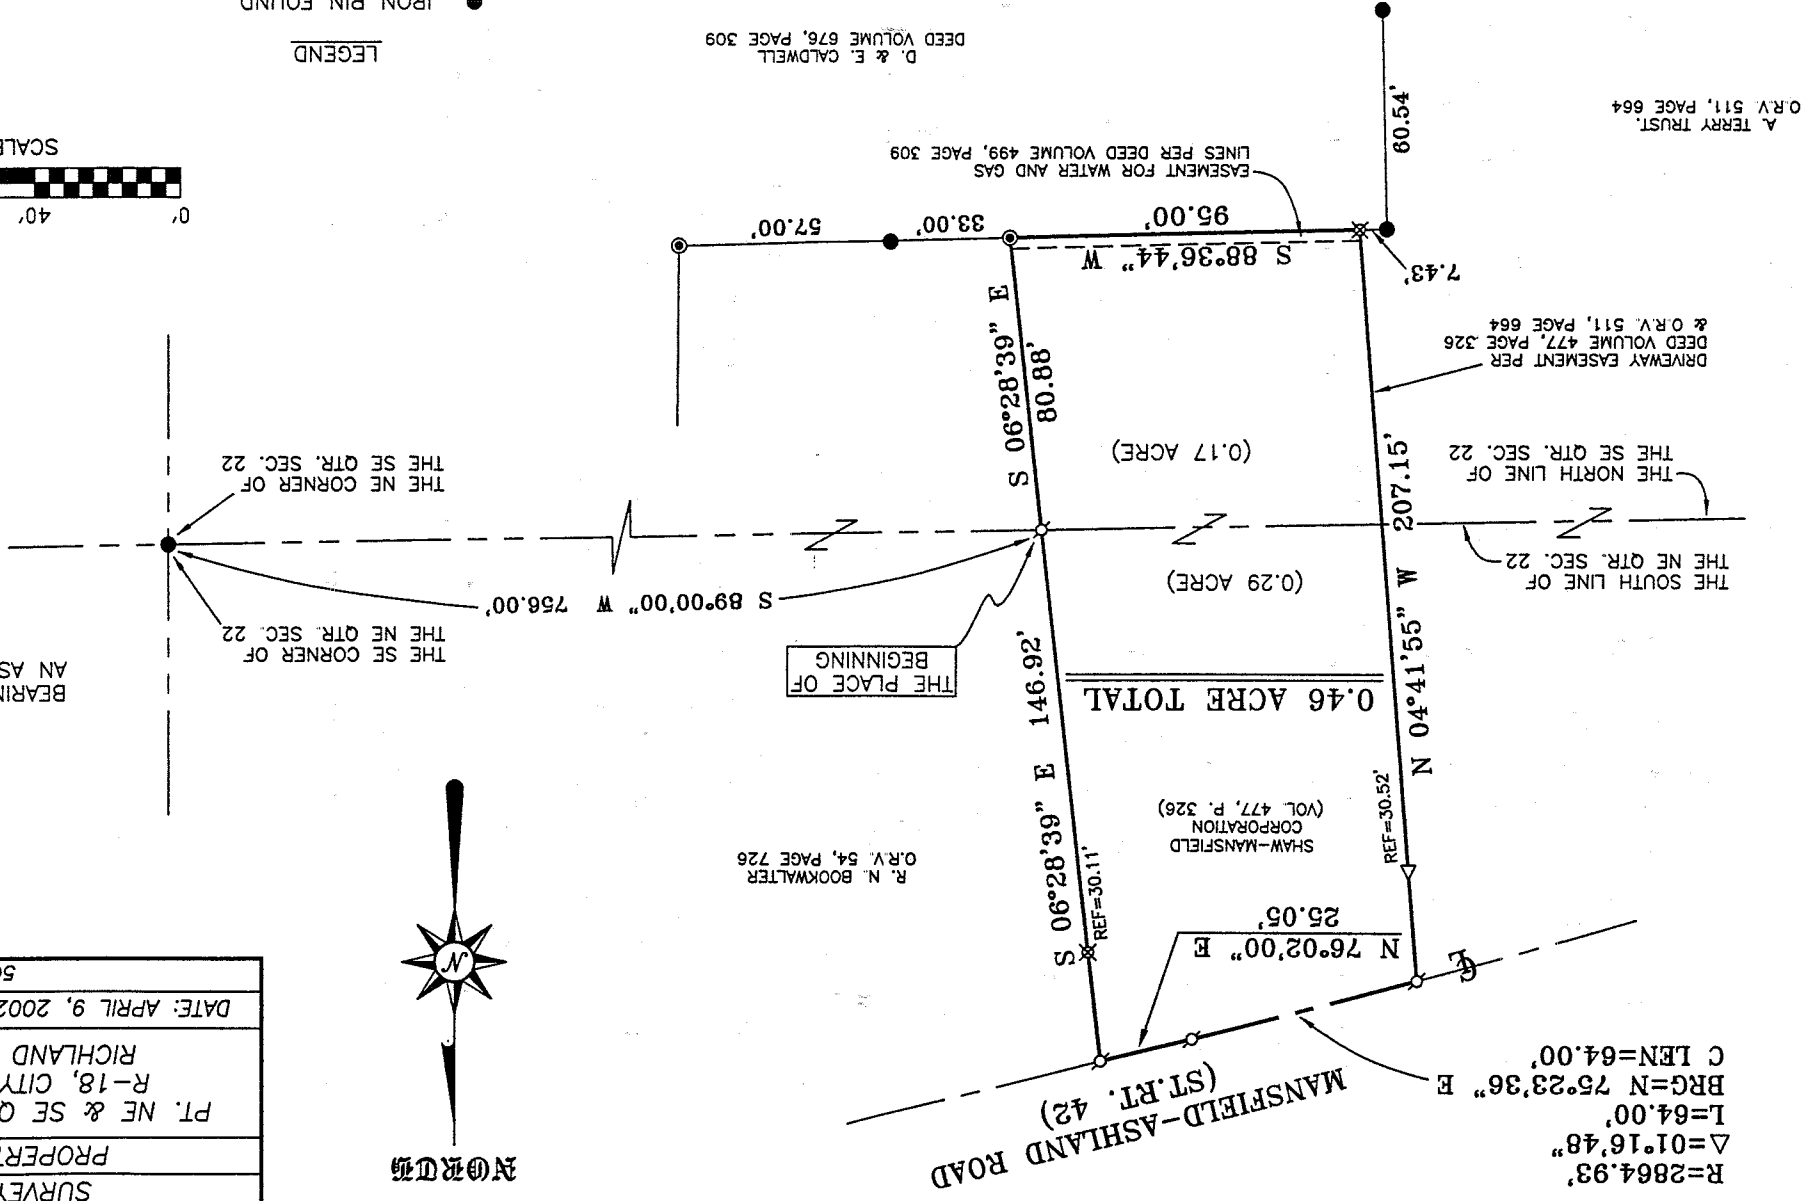 R=2864.93'
△=01°16'48"
L=64.00'
BRG=N 75°23'36" E
C LEN=64.00'
MANSFIELD-ASHLAND ROAD
(ST.RT. 42)
NORTH
N
SURVEY
PROPERT
PT. NE & SE Q
R-18, CITY
RICHLAND
DATE: APRIL 9, 2002
CL
N 76°02'00" E
25.05'
REF=30.52'
REF=30.11'
SHAW-MANSFIELD
CORPORATION
(VOL. 477, P. 326)
R. N. BOOKWALTER
O.R.V. 54, PAGE 726
0.46 ACRE TOTAL
THE PLACE OF
BEGINNING
BEARIN
AN AS
N 04°41'55" W 207.15'
S 06°28'39" E 146.92'
THE SE CORNER OF
THE NE QTR. SEC. 22
S 89°00'00" W 756.00'
(0.29 ACRE)
THE SOUTH LINE OF
THE NE QTR. SEC. 22
THE NORTH LINE OF
THE SE QTR. SEC. 22
(0.17 ACRE)
THE NE CORNER OF
THE SE QTR. SEC. 22
S 06°28'39" E
80.88'
DRIVEWAY EASEMENT PER
DEED VOLUME 477, PAGE 326
& O.R.V. 511, PAGE 664
7.43'
S 88°36'44" W
95.00'
33.00'
57.00'
0'
40'
SCALE
EASEMENT FOR WATER AND GAS
LINES PER DEED VOLUME 499, PAGE 309
60.54'
A. TERRY TRUST.
O.R.V. 511, PAGE 664
D. & E. CALDWELL
DEED VOLUME 676, PAGE 309
LEGEND
IRON PIN FOUND